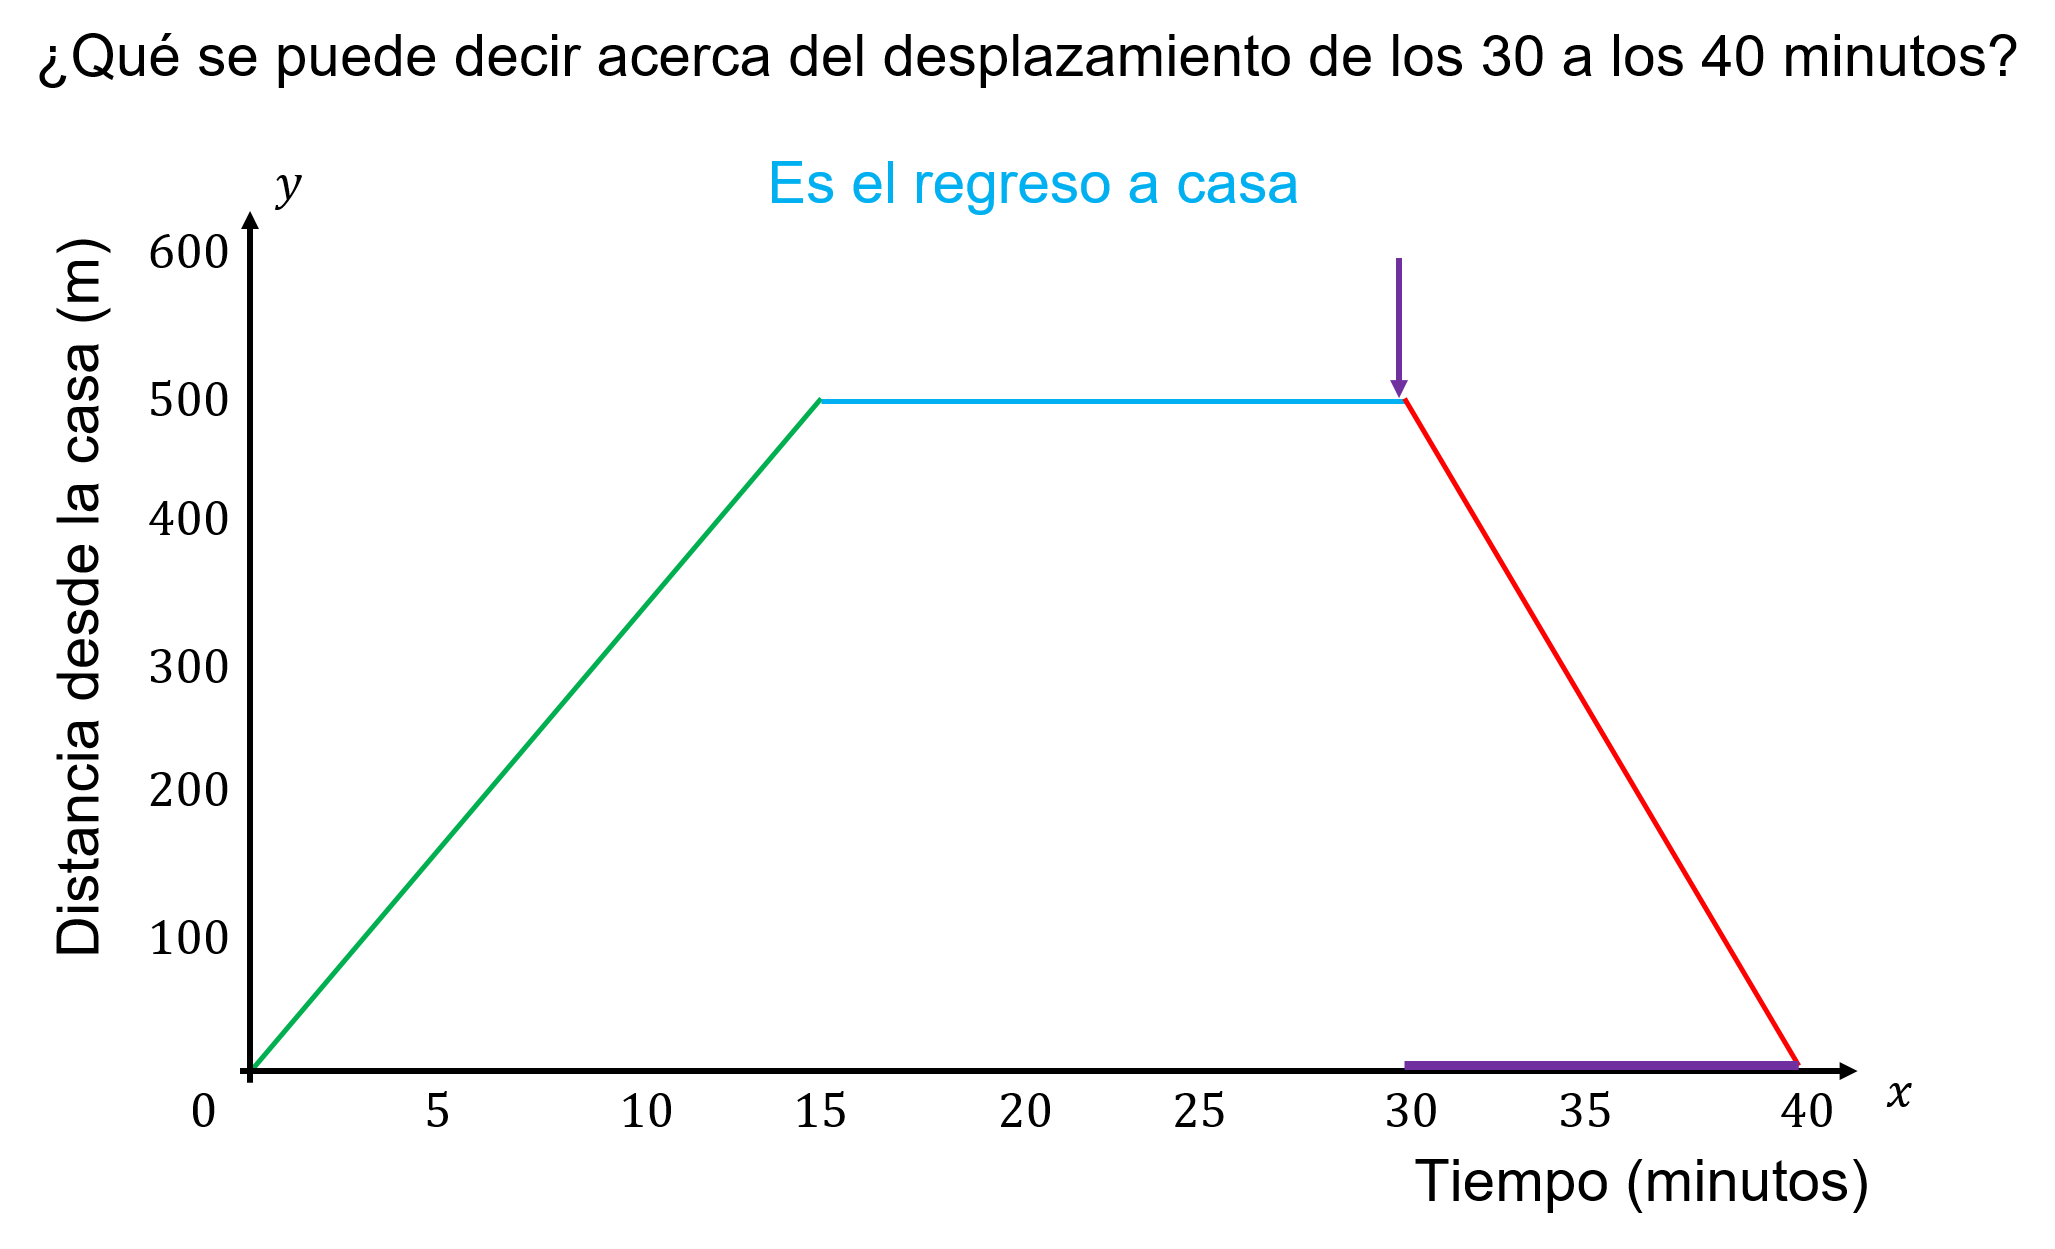 ¿Qué se puede decir acerca del desplazamiento de los 30 a los 40 minutos?
Es el regreso a casa
y
Distancia desde la casa (m)
600
500
400
300
200
100
0 5 10 15 20 25 30 35 40
x
Tiempo (minutos)